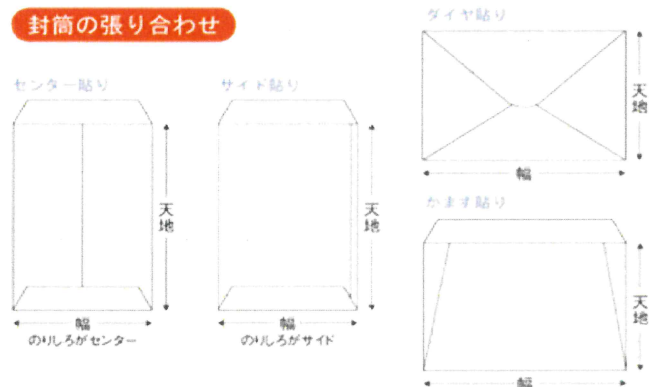 封筒の張り合わせ
センター貼り
天地
幅
のりしろがセンター
サイド貼り
天地
幅
のりしろがサイド
ダイヤ貼り
天地
幅
かます貼り
天地
幅